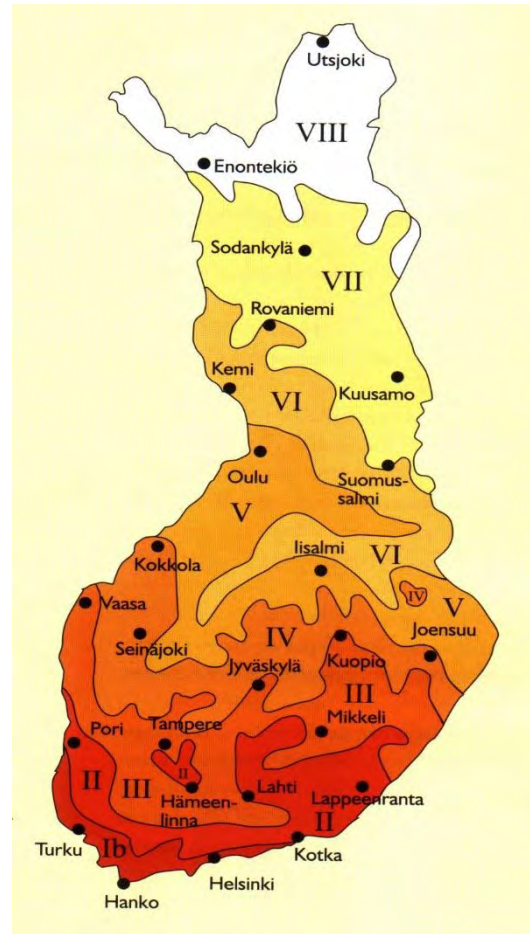 Utsjoki
VIII
Enontekiö
Sodankylä
VII
Rovaniemi
Kemi
Kuusamo
VI
Oulu
Suomus-
salmi
V
Iisalmi
VI
Kokkola
IV
V
Vaasa
IV
Joensuu
Seinäjoki
Kuopio
Jyväskylä
III
Pori
Tampere
Mikkeli
II
II
III
Lahti
Lappeenranta
Hämeen-
linna
II
Turku
Ib
Kotka
Helsinki
Hanko